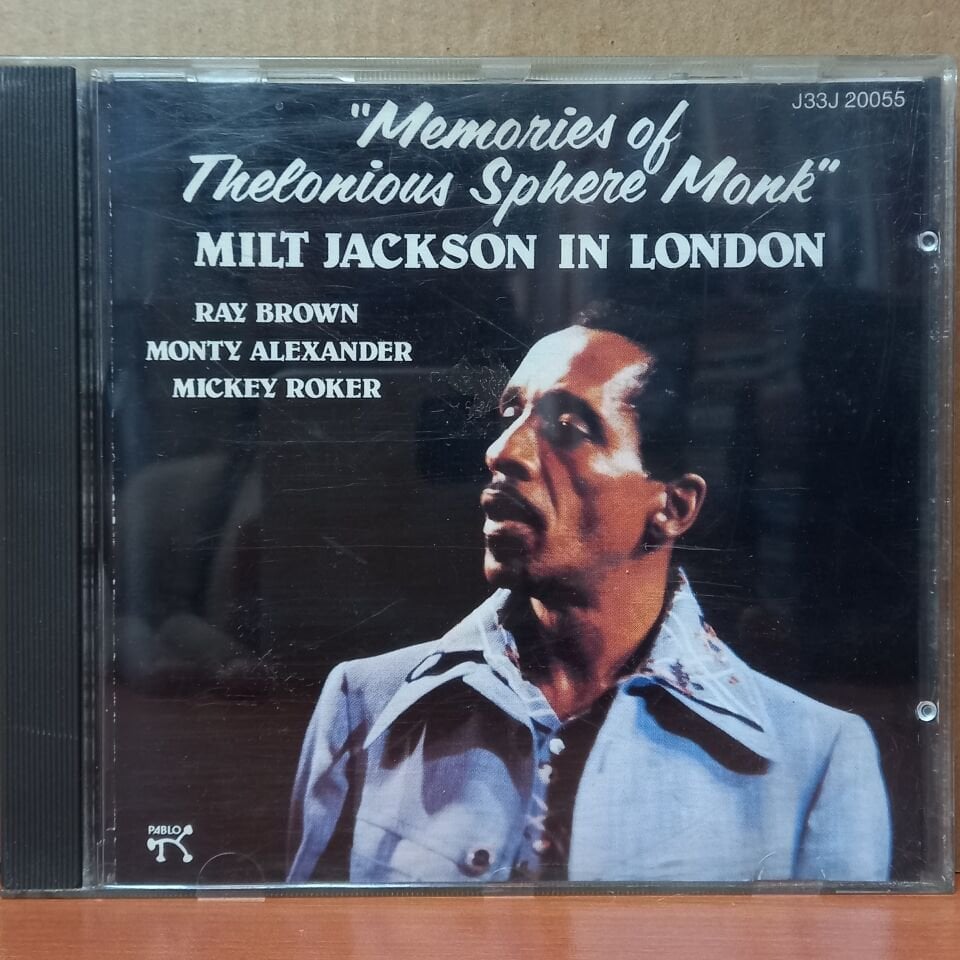 J33J 20055
"Memories of
Thelonious Sphere Monk"
MILT JACKSON IN LONDON
RAY BROWN
MONTY ALEXANDER
MICKEY ROKER
PABLO